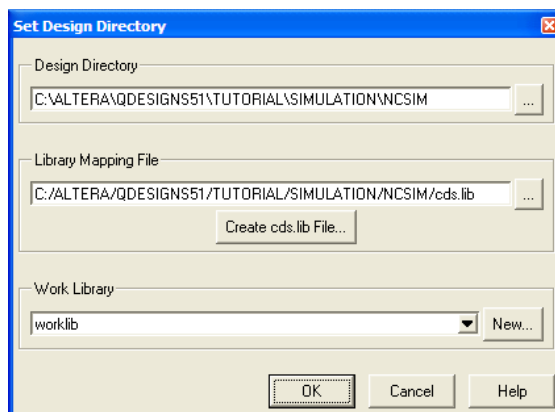 Set Design Directory
Design Directory
C:\ALTERA\QDESIGNS51\TUTORIAL\SIMULATION\NCSIM
...
Library Mapping File
C:/ALTERA/QDESIGNS51/TUTORIAL/SIMULATION/NCSIM/cds.lib
...
Create cds.lib File...
Work Library
worklib
New...
OK
Cancel
Help